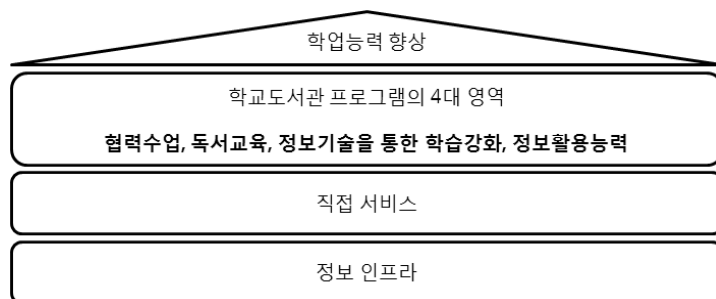 학업능력 향상
학교도서관 프로그램의 4대 영역
협력수업, 독서교육, 정보기술을 통한 학습강화, 정보활용능력
직접 서비스
정보 인프라